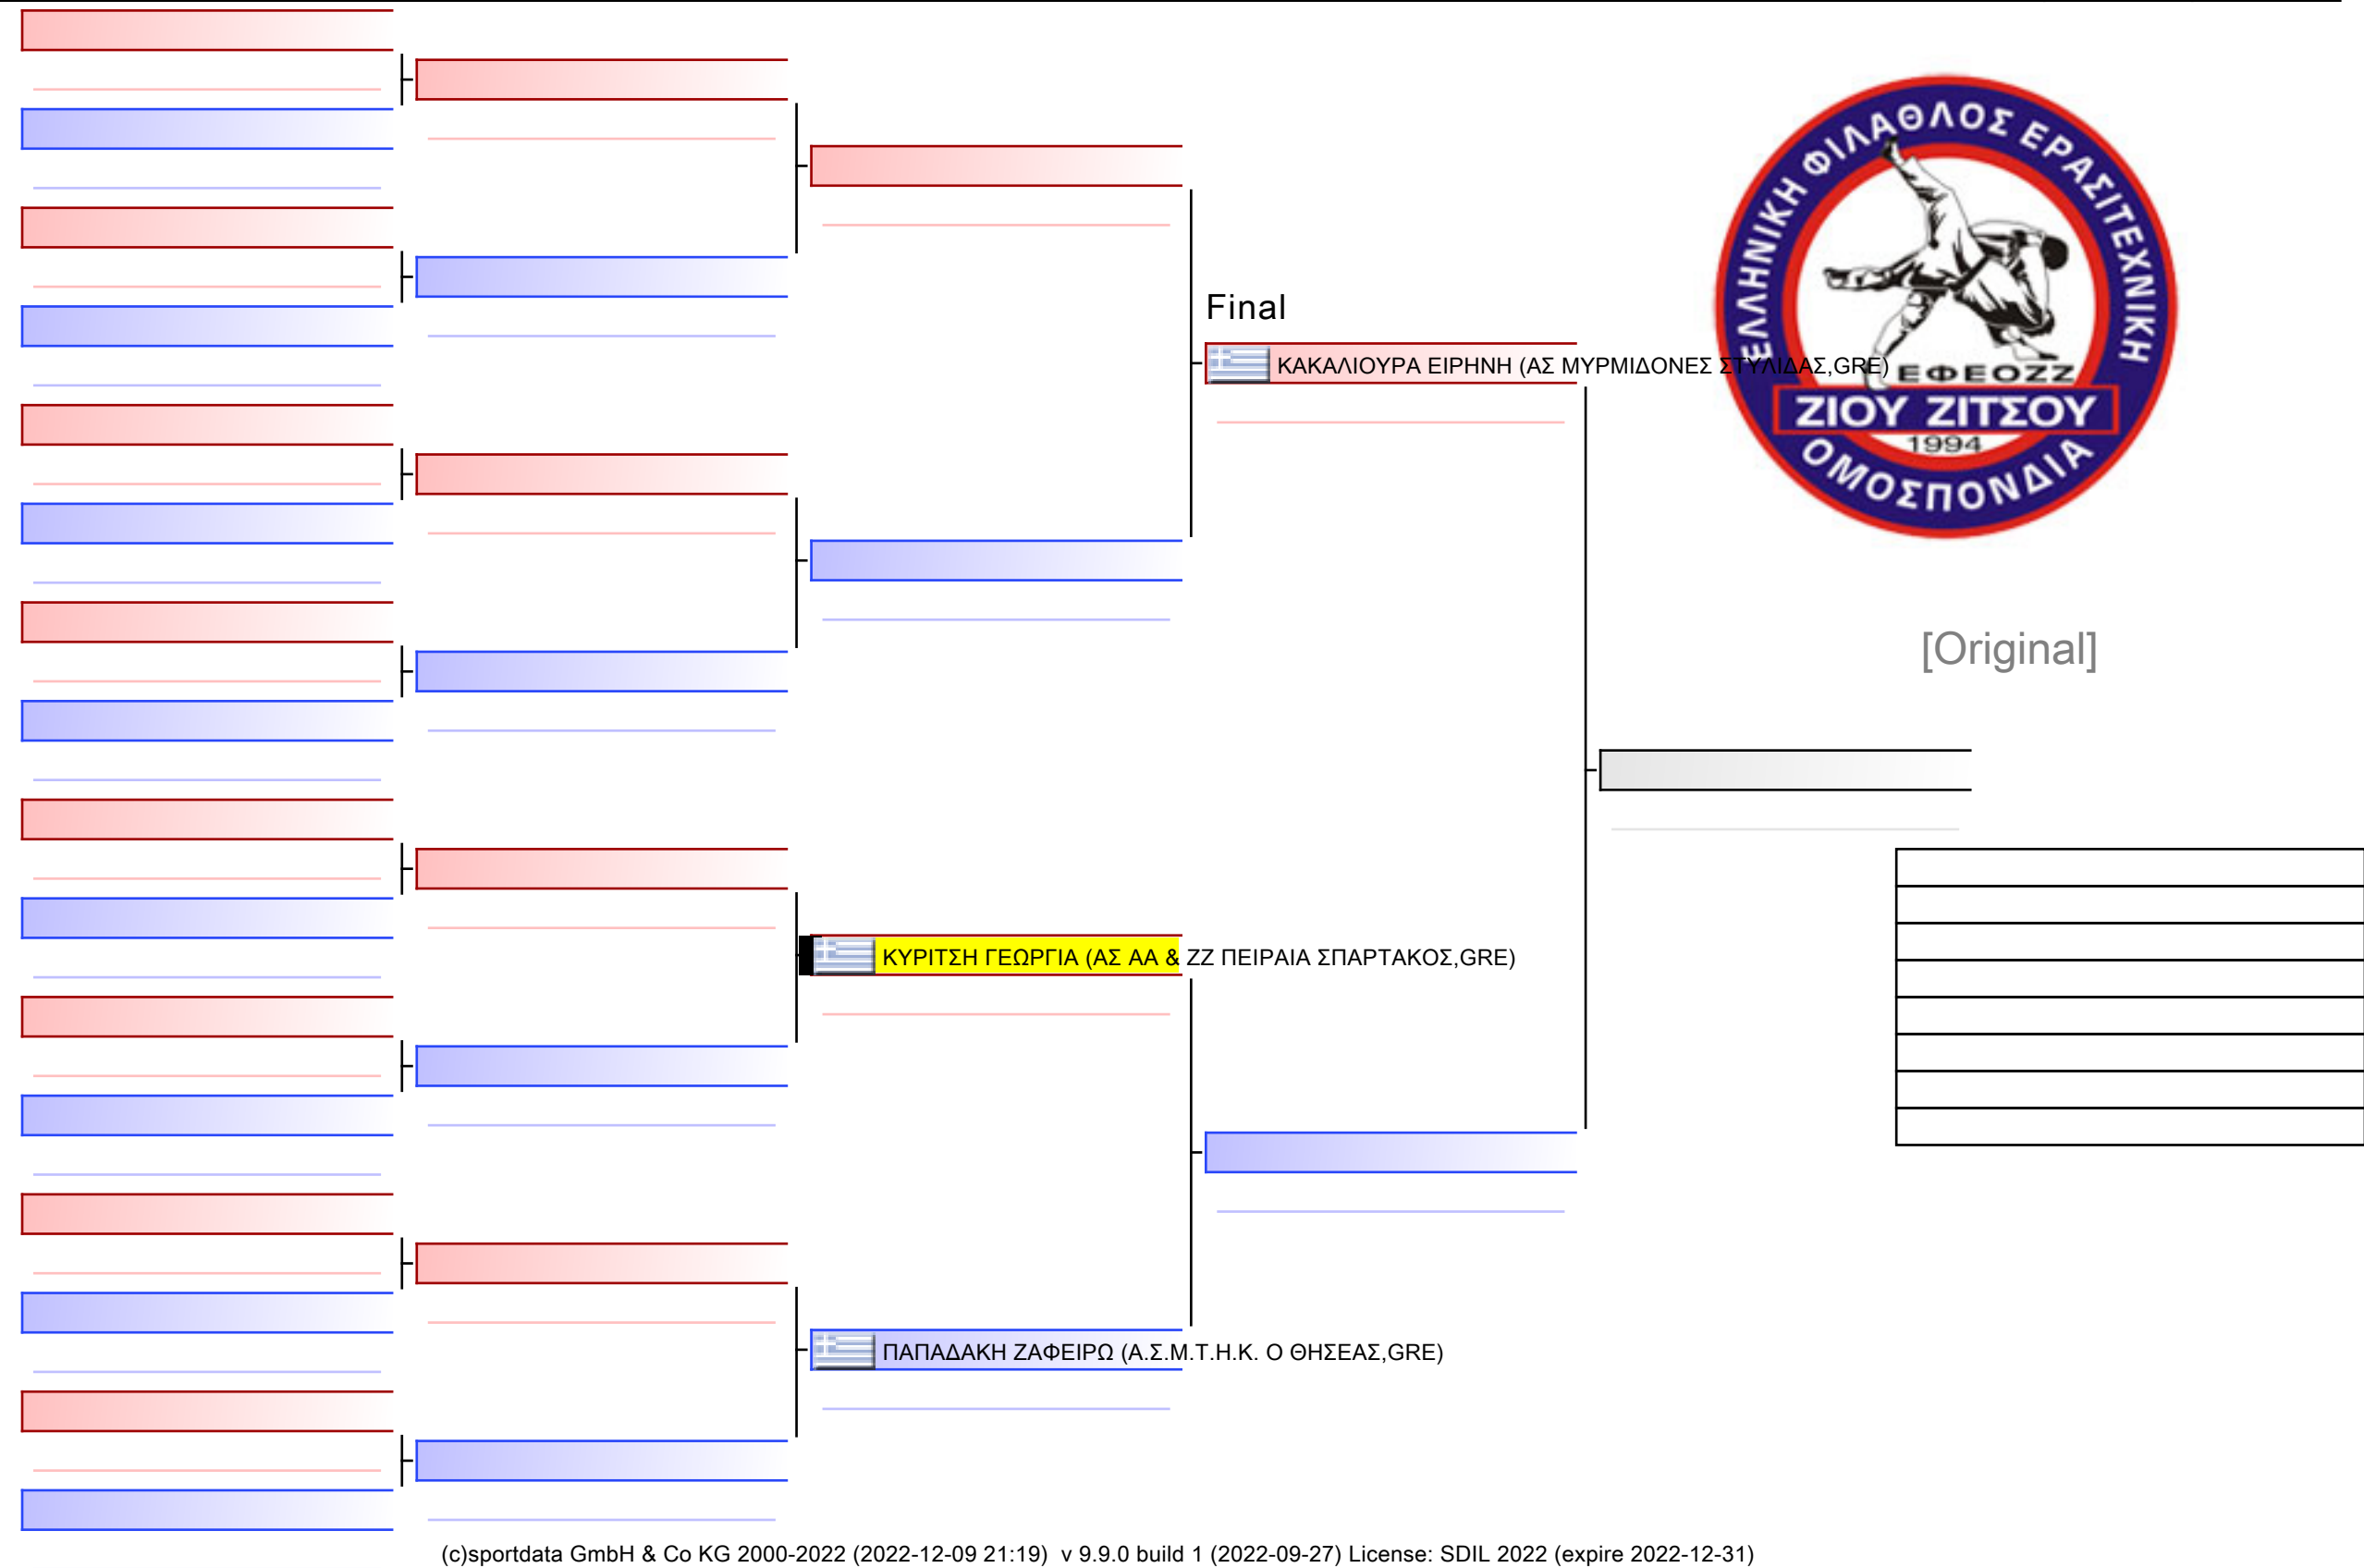 ΕΛΛΗΝΙΚΗ ΦΙΛΑΘΛΟΣ ΕΡΑΣΙΤΕΧΝΙΚΗ
Final
ΚΑΚΑΛΙΟΥΡΑ ΕΙΡΗΝΗ (ΑΣ ΜΥΡΜΙΔΟΝΕΣ ΣΤΥΛΙΔΑΣ,GRE)
ΕΦΕΟΖΖ
ΖΙΟΥ ΖΙΤΣΟΥ
1994
ΟΜΟΣΠΟΝΔΙΑ
[Original]
ΚΥΡΙΤΣΗ ΓΕΩΡΓΙΑ (ΑΣ ΑΑ & ΖΖ ΠΕΙΡΑΙΑ ΣΠΑΡΤΑΚΟΣ,GRE)
ΠΑΠΑΔΑΚΗ ΖΑΦΕΙΡΩ (Α.Σ.Μ.Τ.Η.Κ. Ο ΘΗΣΕΑΣ,GRE)
(c)sportdata GmbH & Co KG 2000-2022 (2022-12-09 21:19)  v 9.9.0 build 1 (2022-09-27) License: SDIL 2022 (expire 2022-12-31)